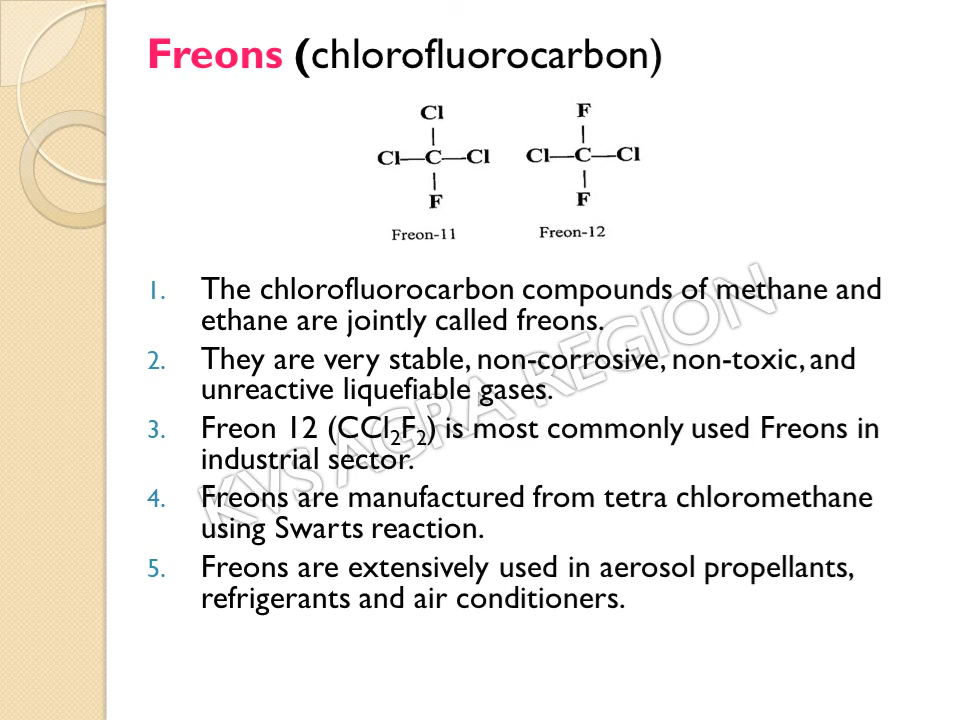 Freons (chlorofluorocarbon)
Cl F
Cl—C—Cl Cl—C—Cl
F F
Freon-11 Freon-12
1. The chlorofluorocarbon compounds of methane and
ethane are jointly called freons.
2. They are very stable, non-corrosive, non-toxic, and
unreactive liquefiable gases.
3. Freon 12 (CCl₂F₂) is most commonly used Freons in
industrial sector.
4. Freons are manufactured from tetra chloromethane
using Swarts reaction.
5. Freons are extensively used in aerosol propellants,
refrigerants and air conditioners.
KVS AGRA REGION